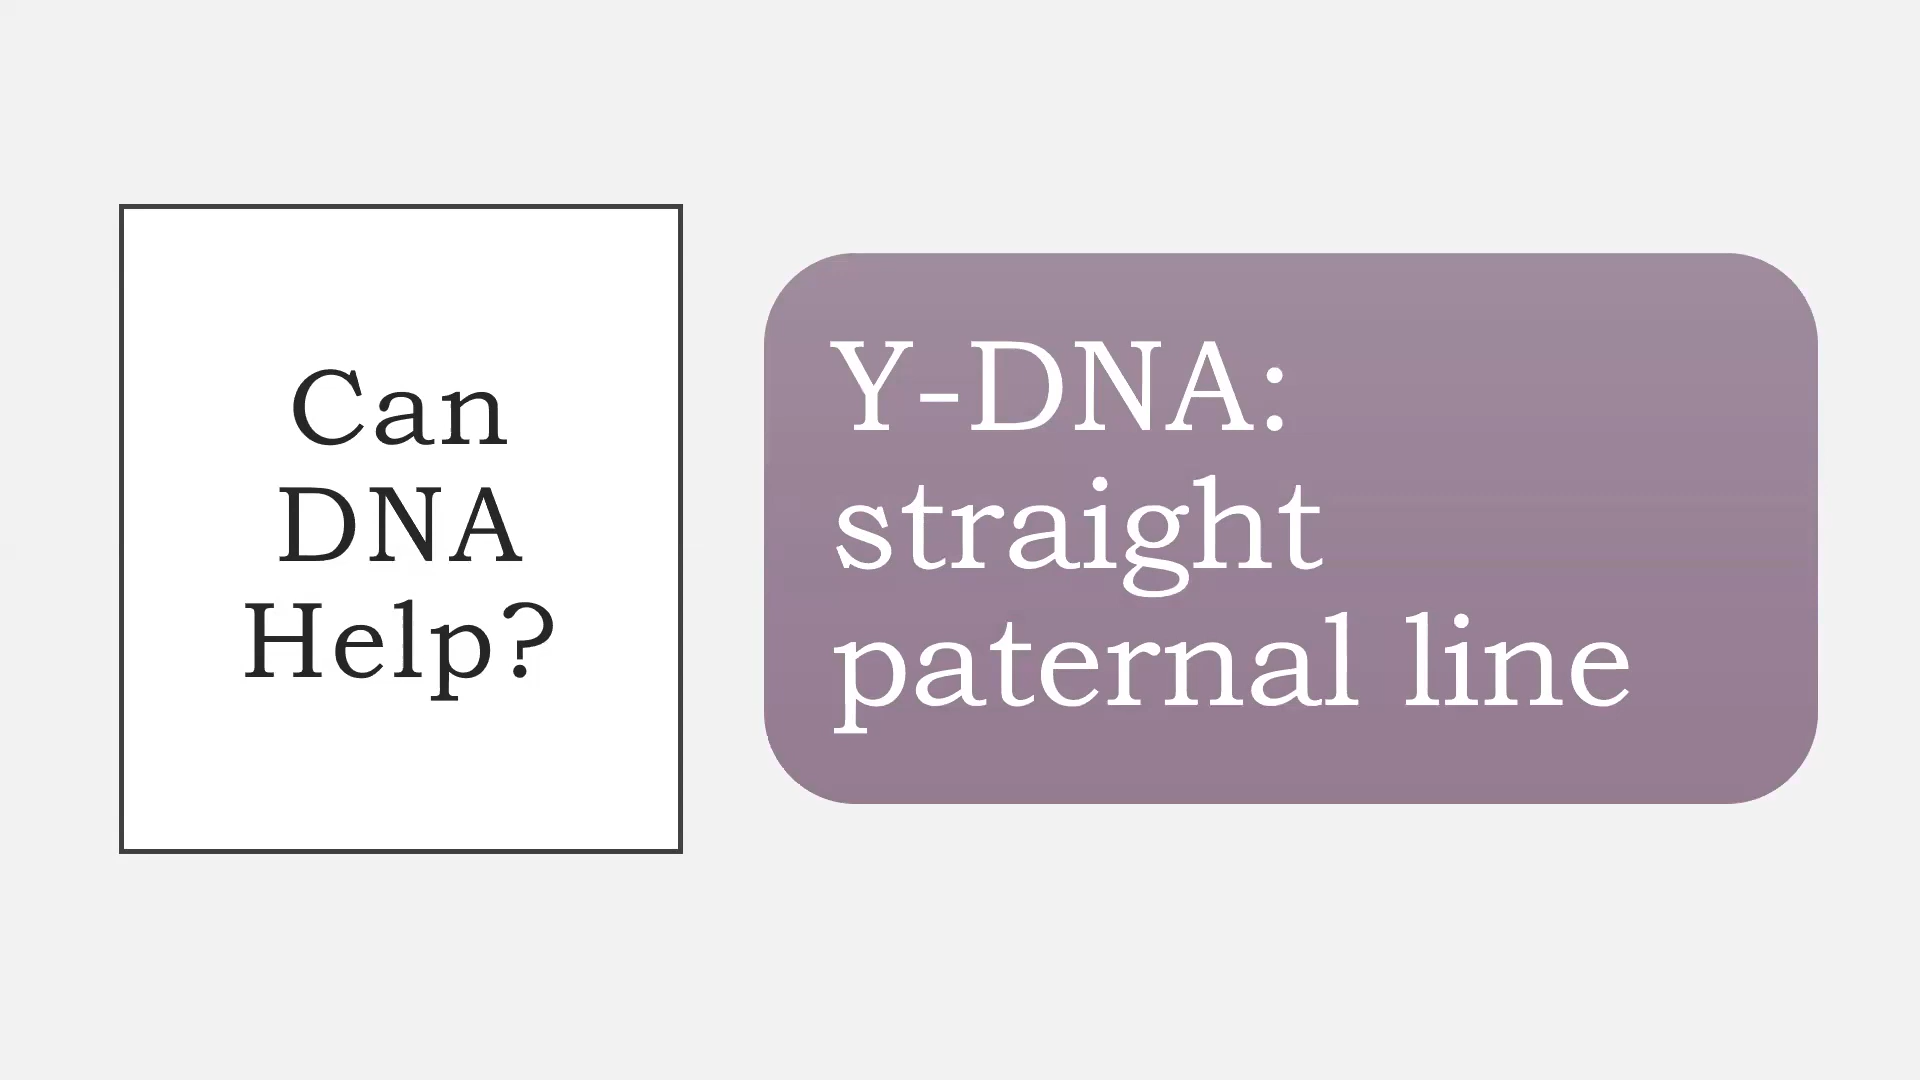 Can
DNA
Help?
Y-DNA:
straight
paternal line